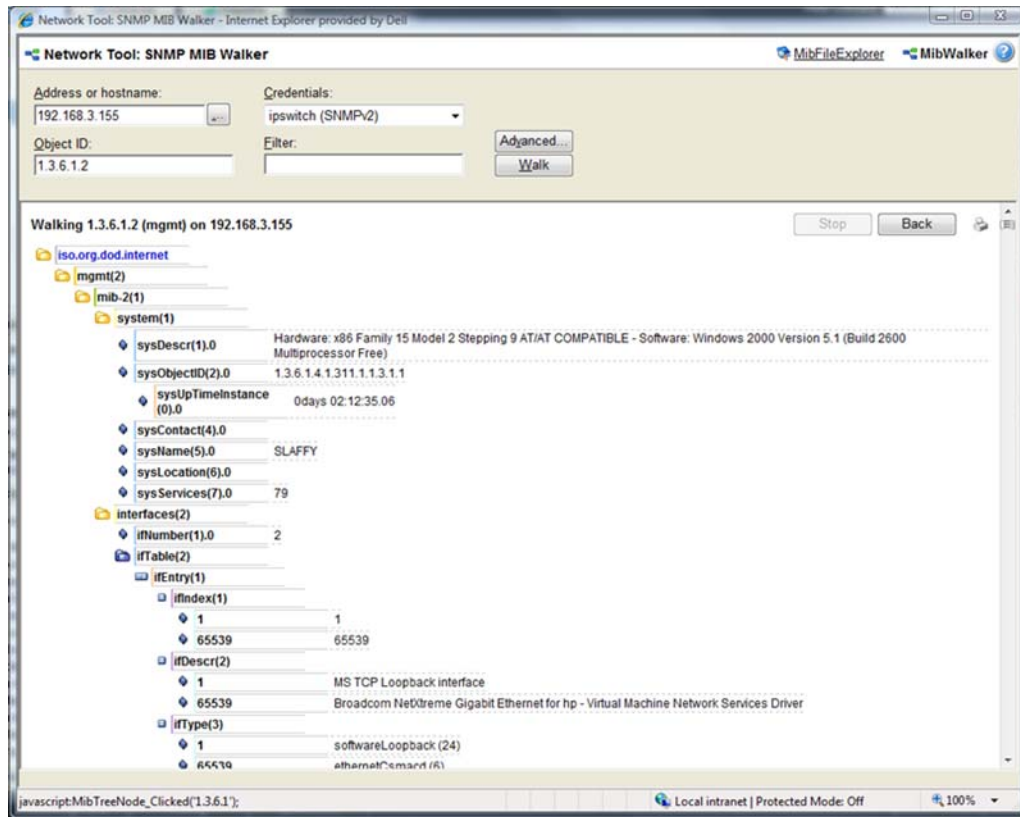 Network Tool: SNMP MIB Walker - Internet Explorer provided by Dell
Network Tool: SNMP MIB Walker
MibFileExplorer
MibWalker
Address or hostname:
Credentials:
192.168.3.155
...
ipswitch (SNMPv2)
Object ID:
Filter:
Advanced...
1.3.6.1.2
Walk
Walking 1.3.6.1.2 (mgmt) on 192.168.3.155
Stop
Back
iso.org.dod.internet
mgmt(2)
mib-2(1)
system(1)
sysDescr(1).0
Hardware: x86 Family 15 Model 2 Stepping 9 AT/AT COMPATIBLE - Software: Windows 2000 Version 5.1 (Build 2600
Multiprocessor Free)
sysObjectID(2).0
1.3.6.1.4.1.311.1.1.3.1.1
sysUpTimeInstance
(0).0
0days 02:12:35.06
sysContact(4).0
sysName(5).0
SLAFFY
sysLocation(6).0
sysServices(7).0
79
interfaces(2)
ifNumber(1).0
2
ifTable(2)
ifEntry(1)
ifIndex(1)
1
1
65539
65539
ifDescr(2)
1
MS TCP Loopback interface
65539
Broadcom NetXtreme Gigabit Ethernet for hp - Virtual Machine Network Services Driver
ifType(3)
1
softwareLoopback (24)
65539
ethernetCsmacd (6)
javascript:MibTreeNode_Clicked('1.3.6.1');
Local intranet | Protected Mode: Off
100%